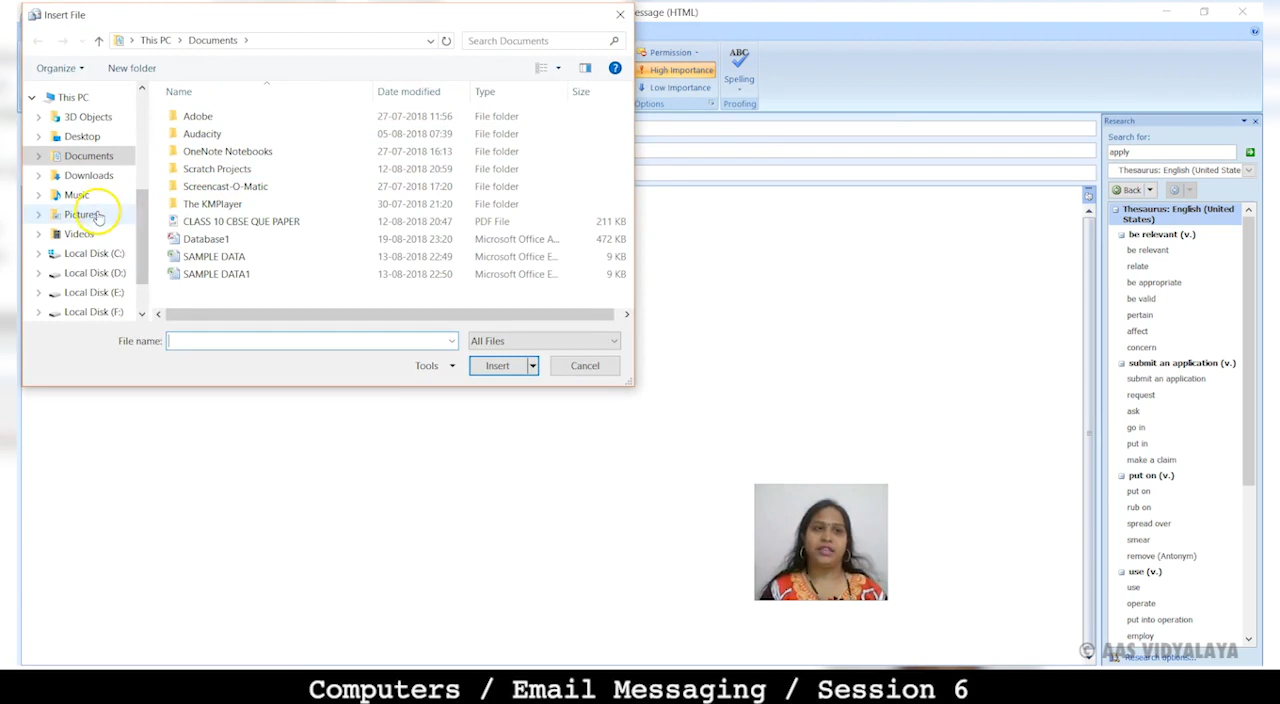 Insert File
essage (HTML)
This PC > Documents >
Search Documents
Organize
New folder
This PC
3D Objects
Desktop
Documents
Downloads
Music
Pictures
Videos
Local Disk (C:)
Local Disk (D:)
Local Disk (E:)
Local Disk (F:)
Name Date modified Type Size
Adobe 27-07-2018 11:56 File folder
Audacity 05-08-2018 07:39 File folder
OneNote Notebooks 27-07-2018 16:13 File folder
Scratch Projects 12-08-2018 20:59 File folder
Screencast-O-Matic 27-07-2018 17:20 File folder
The KMPlayer 30-07-2018 21:20 File folder
CLASS 10 CBSE QUE PAPER 12-08-2018 20:47 PDF File 211 KB
Database1 19-08-2018 23:20 Microsoft Office A... 472 KB
SAMPLE DATA 13-08-2018 22:49 Microsoft Office E... 9 KB
SAMPLE DATA1 13-08-2018 22:50 Microsoft Office E... 9 KB
File name:
All Files
Tools
Insert
Cancel
Permission
High Importance
Low Importance
Options
ABC
Spelling
Proofing
Research
Search for:
apply
Thesaurus: English (United State
Back
Thesaurus: English (United
States)
be relevant (v.)
be relevant
relate
be appropriate
be valid
pertain
affect
concern
submit an application (v.)
submit an application
request
ask
go in
put in
make a claim
put on (v.)
put on
rub on
spread over
smear
remove (Antonym)
use (v.)
use
operate
put into operation
employ
Research options...
© AAS VIDYALAYA
Computers / Email Messaging / Session 6